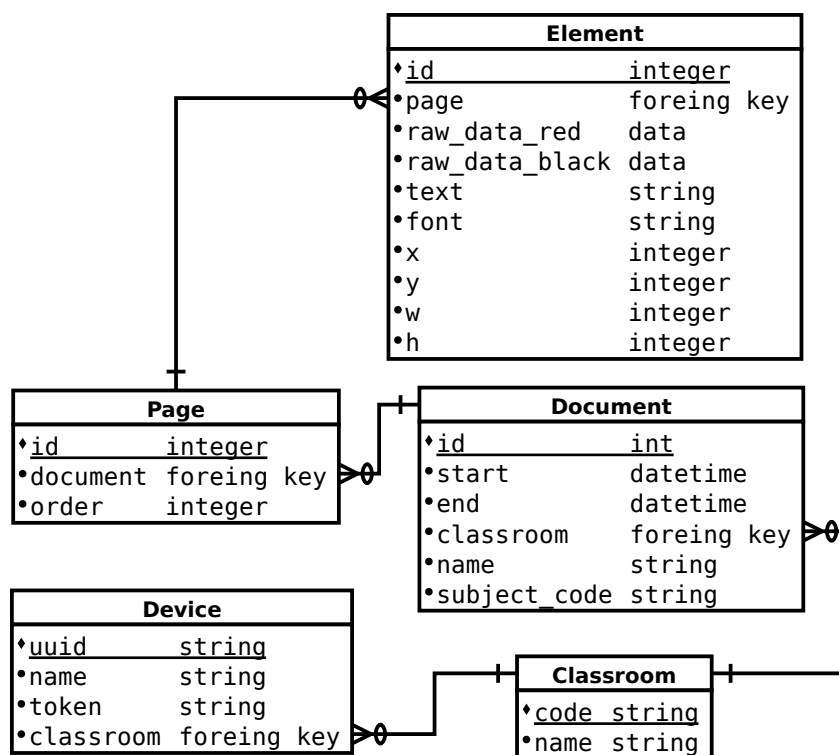 Element
id integer
page foreing key
raw_data_red data
raw_data_black data
text string
font string
x integer
y integer
w integer
h integer
Page
id integer
document foreing key
order integer
Document
id int
start datetime
end datetime
classroom foreing key
name string
subject_code string
Device
uuid string
name string
token string
classroom foreing key
Classroom
code string
name string